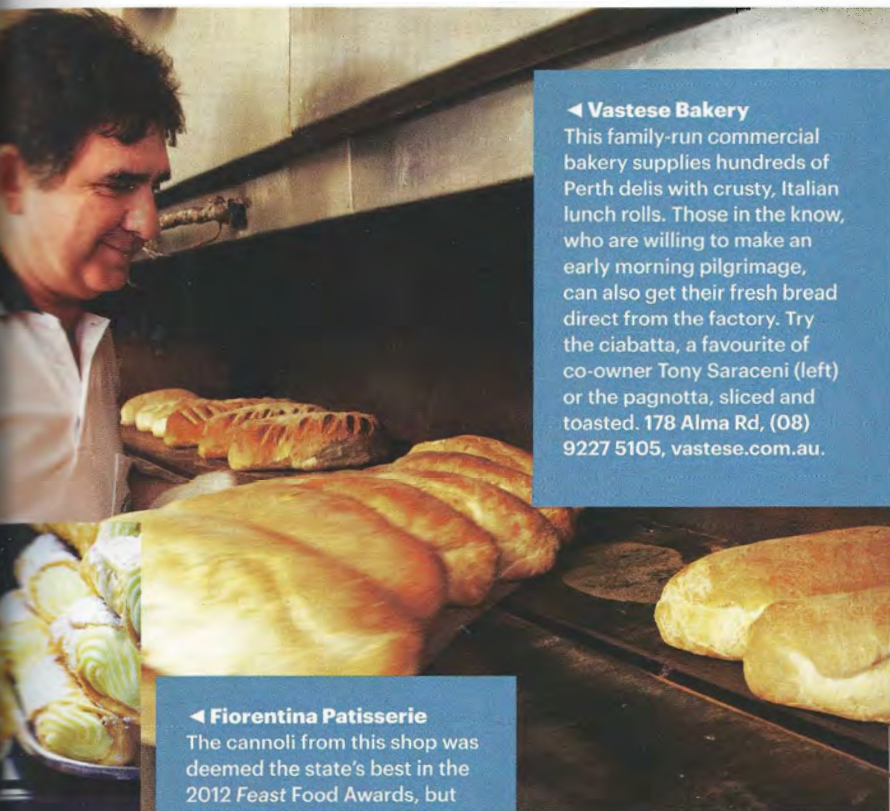 ◄ Vastese Bakery
This family-run commercial
bakery supplies hundreds of
Perth delis with crusty, Italian
lunch rolls. Those in the know,
who are willing to make an
early morning pilgrimage,
can also get their fresh bread
direct from the factory. Try
the ciabatta, a favourite of
co-owner Tony Saraceni (left)
or the pagnotta, sliced and
toasted. 178 Alma Rd, (08)
9227 5105, vastese.com.au.
◄ Fiorentina Patisserie
The cannoli from this shop was
deemed the state's best in the
2012 Feast Food Awards, but